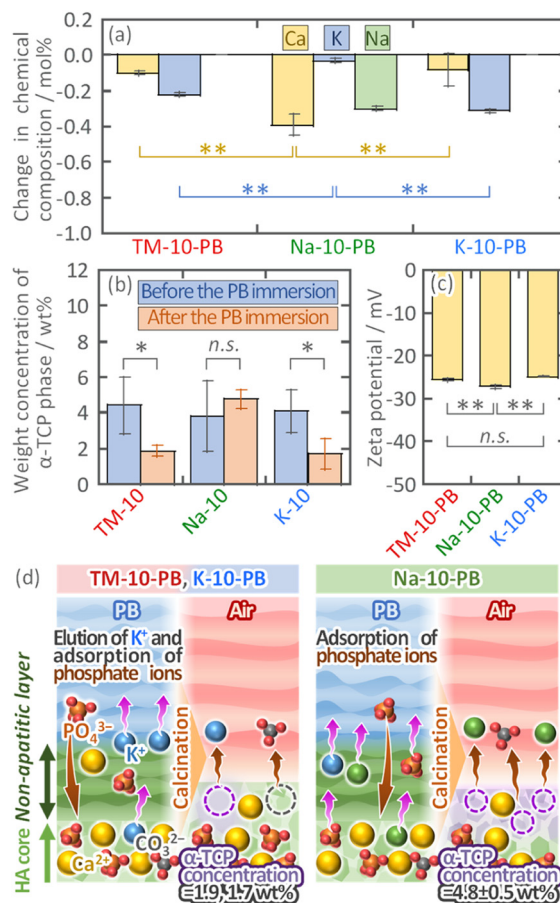 (a)
Ca K Na
Change in chemical
composition / mol%
0.2
0.0
-0.2
-0.4
-0.6
-0.8
-1.0
** **
** **
TM-10-PB Na-10-PB K-10-PB
(b)
Weight concentration of
α-TCP phase / wt%
12
10
8
6
4
2
0
Before the PB immersion
After the PB immersion
* n.s. *
TM-10 Na-10 K-10
(c)
Zeta potential / mV
0
-10
-20
-30
-40
-50
** **
n.s.
TM-10-PB Na-10-PB K-10-PB
(d)
TM-10-PB, K-10-PB
PB Air
Elution of K⁺ and
adsorption of
phosphate ions
PO₄³⁻
K⁺
Calcination
CO₃²⁻
Ca²⁺
α-TCP
concentration
=1.9, 1.7 wt%
HA core Non-apatitic layer
Na-10-PB
PB Air
Adsorption of
phosphate ions
Calcination
α-TCP
concentration
=4.8±0.5 wt%